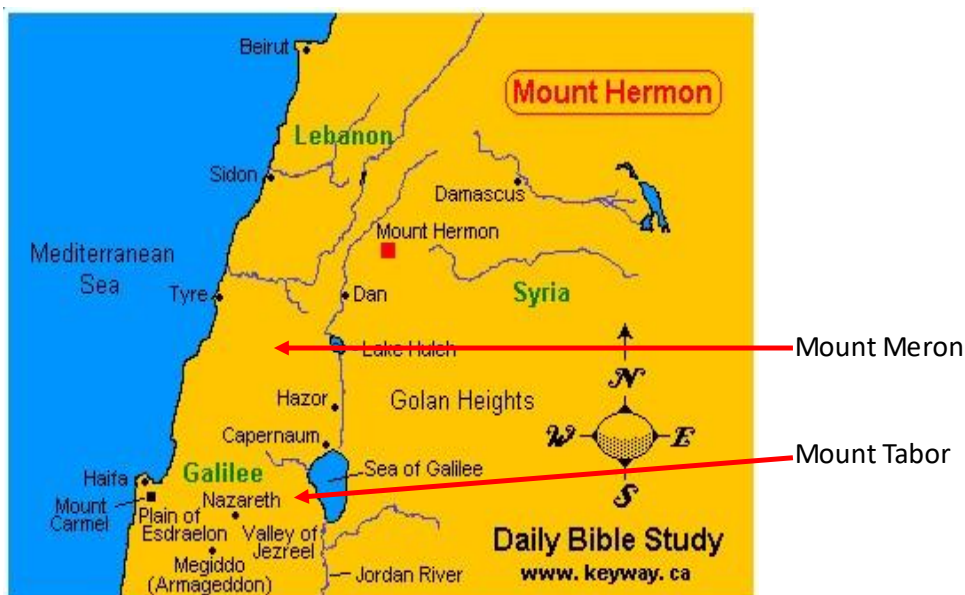 Beirut
Mount Hermon
Lebanon
Sidon
Damascus
Mount Hermon
Mediterranean
Sea
Syria
Tyre
Dan
Mount Meron
Lake Huleh
N
Hazor
Golan Heights
Capernaum
W
E
Mount Tabor
Galilee
Sea of Galilee
Haifa
Mount
Carmel
Nazareth
S
Plain of
Esdraelon
Valley of
Jezreel
Daily Bible Study
Megiddo
(Armageddon)
Jordan River
www. keyway. ca